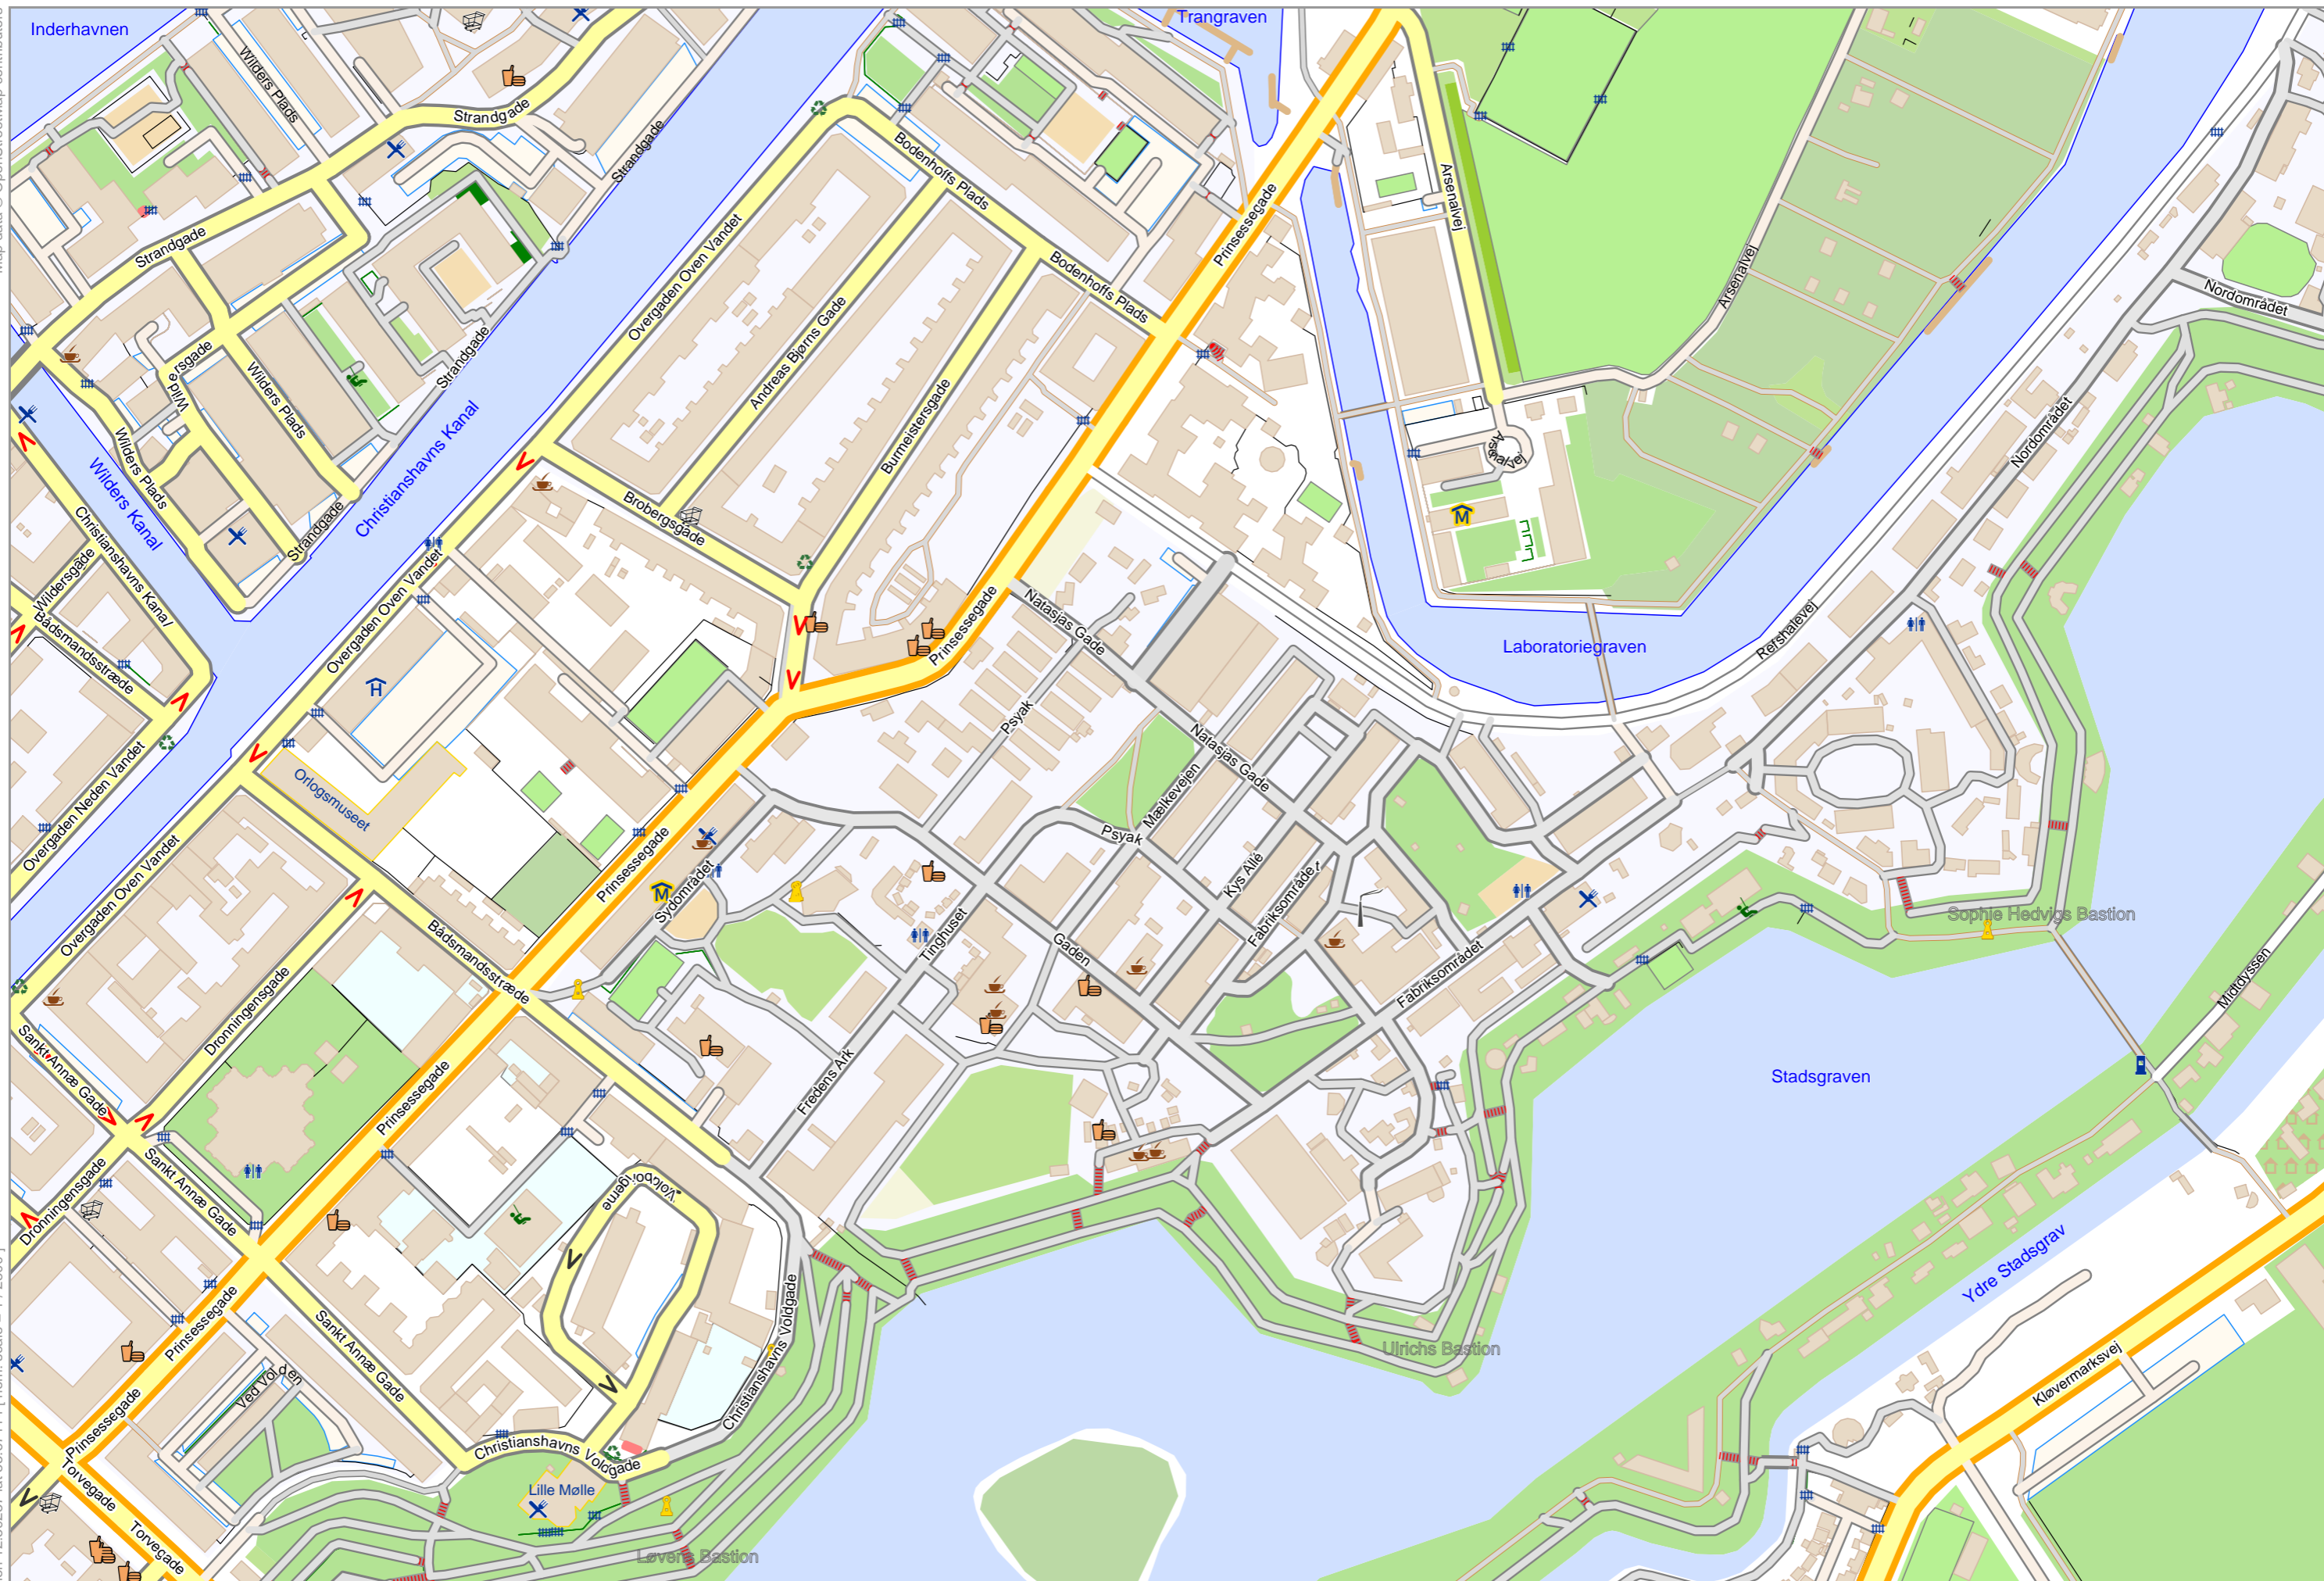 Inderhavnen
Trangraven
Wilders Plads
Strandgade
Strandgade
Bodenhoffs Plads
Prinsessegade
Arsenalvej
Strandgade
Overgaden Oven Vandet
Bodenhoffs Plads
Arsenalvej
Nordområdet
Andreas Bjørns Gade
Wildersgade
Wilders Plads
Strandgade
Burmeistersgade
Nordområdet
Christianshavns Kanal
Wilders Plads
Wilders Kanal
Arsenalvej
Brobergsgade
Strandgade
Christianshavns Kanal
Wildersgade
Overgaden Oven Vandet
Natasjas Gade
Prinsessegade
Bådsmandsstræde
Laboratoriegraven
Refshalevej
Psyak
Natasjas Gade
Orlogsmuseet
Overgaden Neden Vandet
Mælkevejen
Psyak
Prinsessegade
Overgaden Oven Vandet
Sydområdet
Kys Allé
Fabriksområdet
Tinghuset
Gaden
Sophie Hedvigs Bastion
Bådsmandsstræde
Fabriksområdet
Midtdyssen
Dronningensgade
Sankt Annæ Gade
Stadsgraven
Fredens Ark
Prinsessegade
Dronningensgade
Sankt Annæ Gade
Voldboligerne
Ydre Stadsgrav
Prinsessegade
Sankt Annæ Gade
Christianshavns Voldgade
Ulrichs Bastion
Kløvermarksvej
Ved Volden
Prinsessegade
Christianshavns Voldgade
Torvegade
Lille Mølle
Torvegade
Løvens Bastion